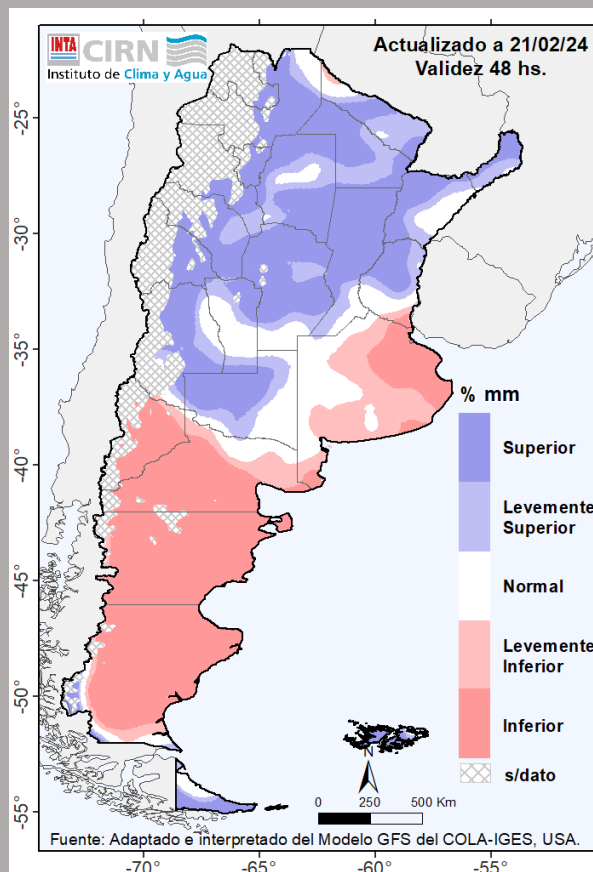 INTA CIRN
Instituto de Clima y Agua
Actualizado a 21/02/24
Validez 48 hs.
-25°
-30°
-35°
-40°
-45°
-50°
-55°
% mm
Superior
Levemente
Superior
Normal
Levemente
Inferior
Inferior
s/dato
N
0 250 500 Km
Fuente: Adaptado e interpretado del Modelo GFS del COLA-IGES, USA.
-70° -65° -60° -55°